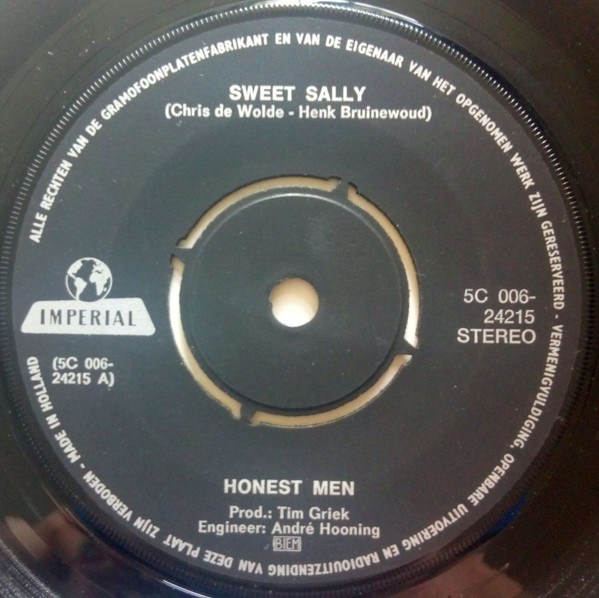 ALLE RECHTEN VAN DE GRAMOFOONPLATENFABRIKANT EN VAN DE EIGENAAR VAN HET OPGENOMEN WERK ZIJN GERESERVEERD - VERMENIGVULDIGING, OPENBARE UITVOERING EN RADIOUITZENDING VAN DEZE PLAAT ZIJN VERBODEN - MADE IN HOLLAND
SWEET SALLY
(Chris de Wolde - Henk Bruinewoud)
IMPERIAL
(5C 006-
24215 A)
5C 006-
24215
STEREO
HONEST MEN
Prod.: Tim Griek
Engineer: André Hooning
BIEM